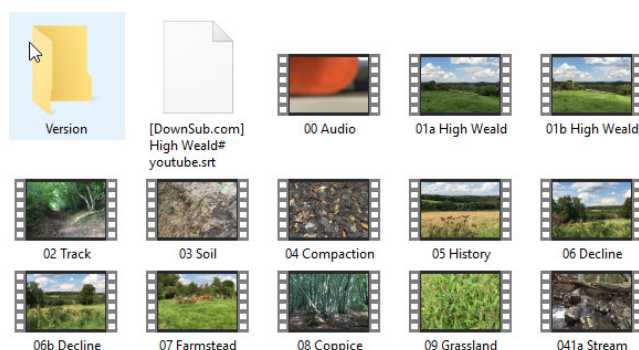 Version
[DownSub.com]
High Weald#
youtube.srt
00 Audio
01a High Weald
01b High Weald
02 Track
03 Soil
04 Compaction
05 History
06 Decline
06b Decline
07 Farmstead
08 Coppice
09 Grassland
041a Stream